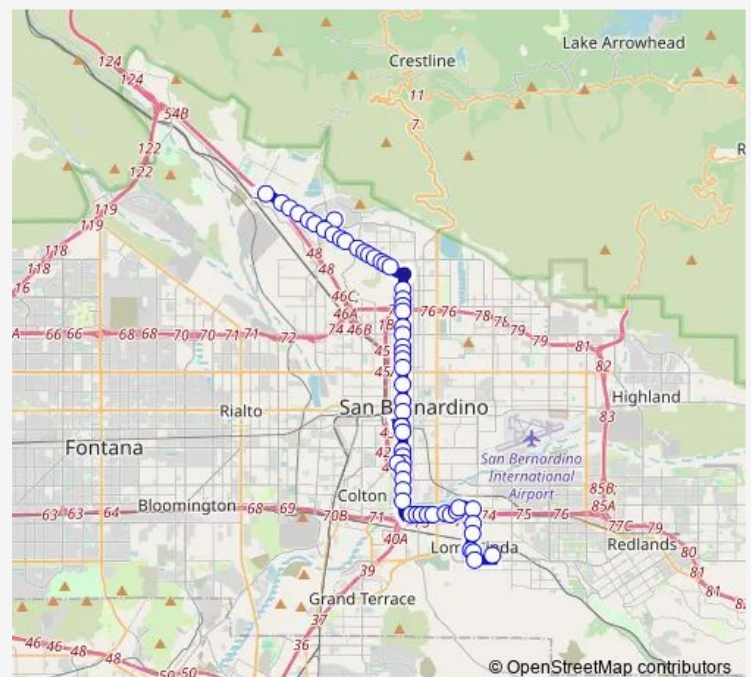 Lake Arrowhead
Crestline
124
124
11
54B
7
122
122
119
119
118
118
16
48
48
46C;
46A
46B
74
76
76
78
78
79
79
81
82
66
66
68
68
70
71
71
72
1B
45
45
Highland
83
San Bernardino
Rialto
Fontana
42
San Bernardino
International
Airport
85B;
85A
Colton
Bloomington
63
63
64
68
69
70B
71
74
75
76
77C
79
40A
Redlands
80
81
39
Grand Terrace
37
36
46
46
48
48
50
50
© OpenStreetMap contributors